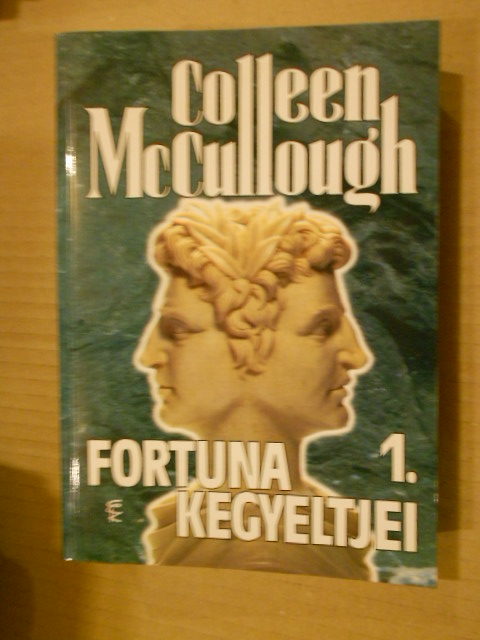 Colleen
McCullough
FORTUNA 1.
KEGYELTJEI